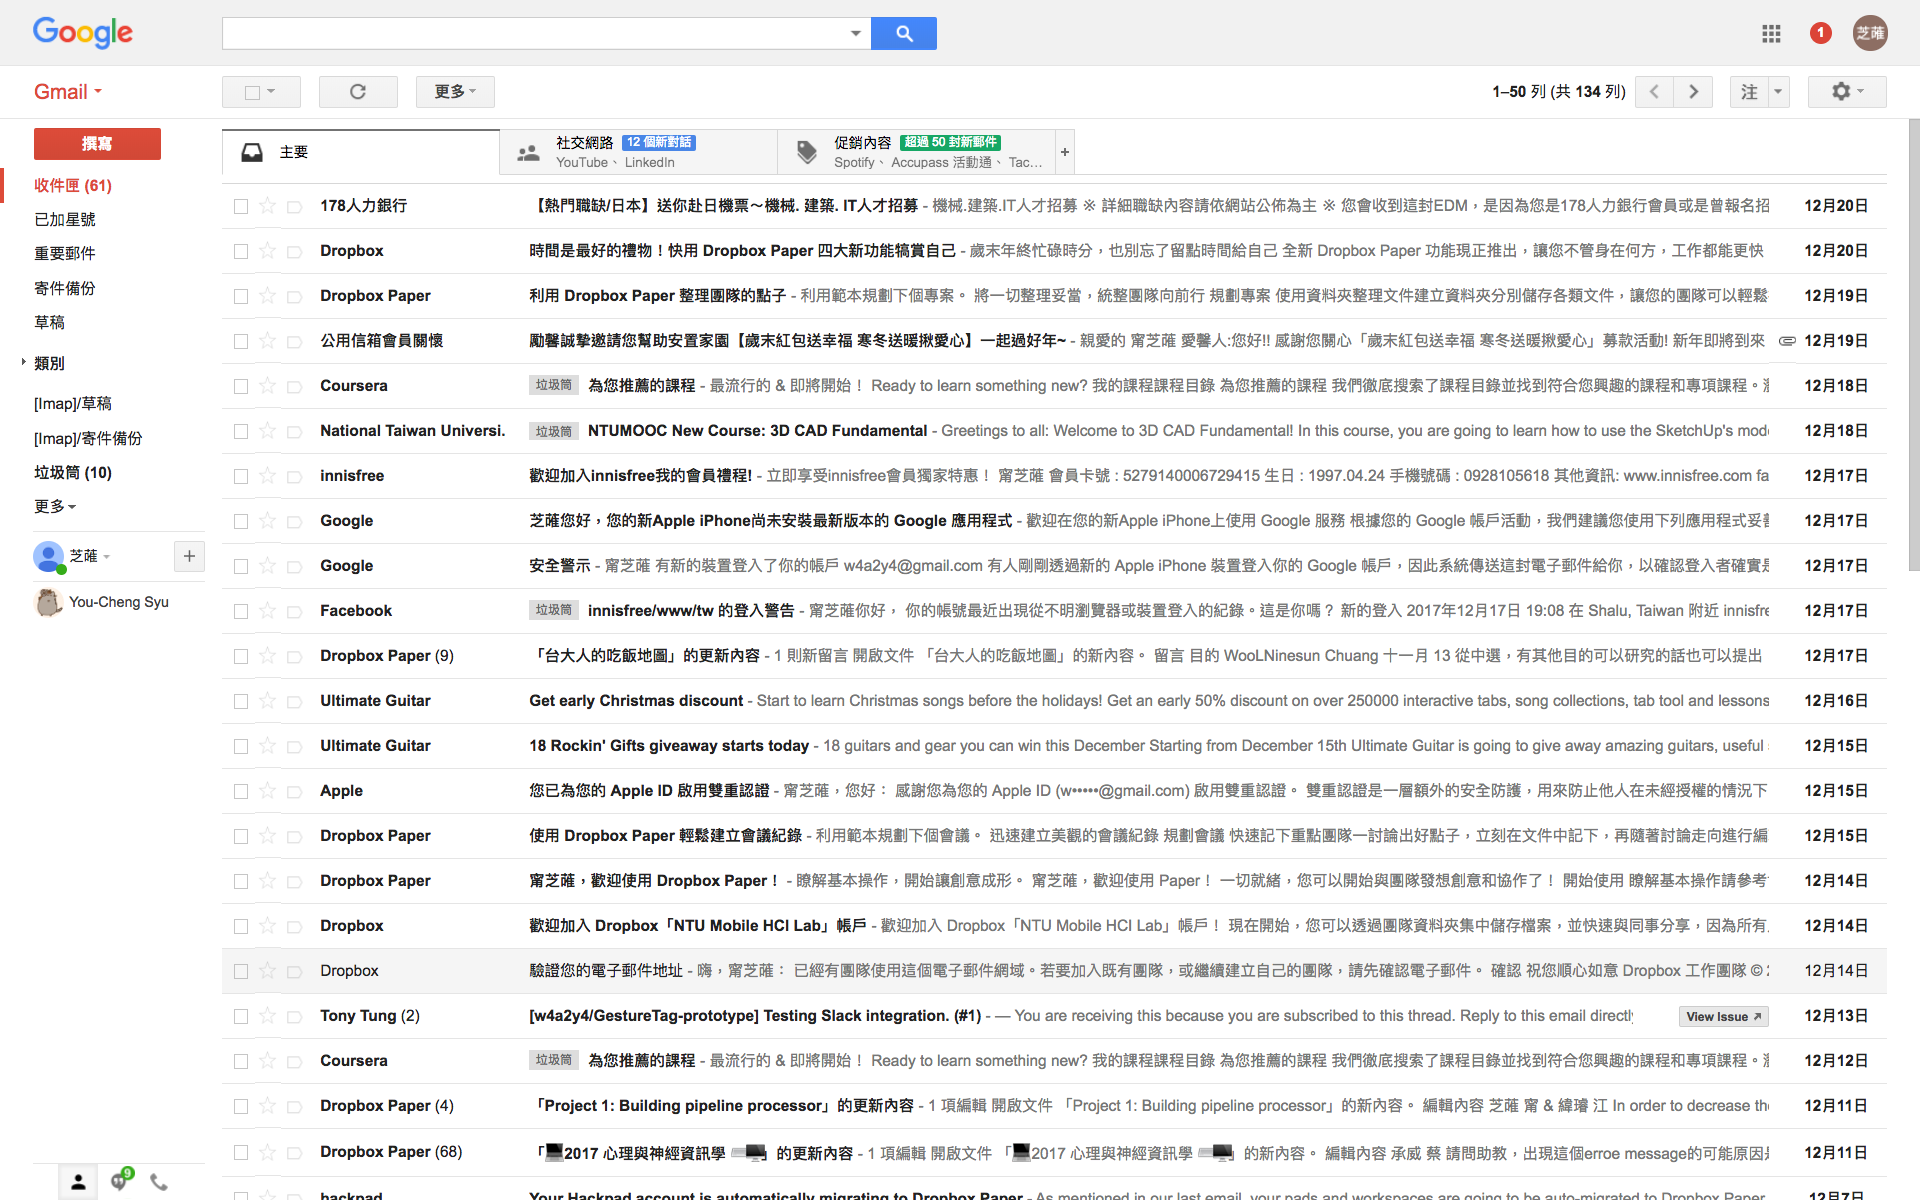 Google
1
芝蓶
Gmail
更多
1–50 列 (共 134 列)
注
撰寫
收件匣 (61)
已加星號
重要郵件
寄件備份
草稿
類別
[Imap]/草稿
[Imap]/寄件備份
垃圾筒 (10)
更多
芝蓶
+
You-Cheng Syu
9
主要
社交網路 12 個新對話
YouTube、 LinkedIn
促銷內容 超過 50 封新郵件
Spotify、 Accupass 活動通、 Tac…
+
178人力銀行 【熱門職缺/日本】送你赴日機票～機械. 建築. IT人才招募 - 機械.建築.IT人才招募 ※ 詳細職缺內容請依網站公佈為主 ※ 您會收到這封EDM，是因為您是178人力銀行會員或是曾報名招 12月20日
Dropbox 時間是最好的禮物！快用 Dropbox Paper 四大新功能犒賞自己 - 歲末年終忙碌時分，也別忘了留點時間給自己 全新 Dropbox Paper 功能現正推出，讓您不管身在何方，工作都能更快 12月20日
Dropbox Paper 利用 Dropbox Paper 整理團隊的點子 - 利用範本規劃下個專案。 將一切整理妥當，統整團隊向前行 規劃專案 使用資料夾整理文件建立資料夾分別儲存各類文件，讓您的團隊可以輕鬆 12月19日
公用信箱會員關懷 勵馨誠摯邀請您幫助安置家園【歲末紅包送幸福 寒冬送暖揪愛心】一起過好年~ - 親愛的 甯芝蓶 愛馨人:您好!! 感謝您關心「歲末紅包送幸福 寒冬送暖揪愛心」募款活動! 新年即將到來 12月19日
Coursera 垃圾筒 為您推薦的課程 - 最流行的 & 即將開始！ Ready to learn something new? 我的課程課程目錄 為您推薦的課程 我們徹底搜索了課程目錄並找到符合您興趣的課程和專項課程。 12月18日
National Taiwan Universi. 垃圾筒 NTUMOOC New Course: 3D CAD Fundamental - Greetings to all: Welcome to 3D CAD Fundamental! In this course, you are going to learn how to use the SketchUp's mode 12月18日
innisfree 歡迎加入innisfree我的會員禮程! - 立即享受innisfree會員獨家特惠！ 甯芝蓶 會員卡號 : 5279140006729415 生日 : 1997.04.24 手機號碼 : 0928105618 其他資訊: www.innisfree.com fa 12月17日
Google 芝蓶您好，您的新Apple iPhone尚未安裝最新版本的 Google 應用程式 - 歡迎在您的新Apple iPhone上使用 Google 服務 根據您的 Google 帳戶活動，我們建議您使用下列應用程式妥善 12月17日
Google 安全警示 - 甯芝蓶 有新的裝置登入了你的帳戶 w4a2y4@gmail.com 有人剛剛透過新的 Apple iPhone 裝置登入你的 Google 帳戶，因此系統傳送這封電子郵件給你，以確認登入者確實是 12月17日
Facebook 垃圾筒 innisfree/www/tw 的登入警告 - 甯芝蓶你好， 你的帳號最近出現從不明瀏覽器或裝置登入的紀錄。這是你嗎？ 新的登入 2017年12月17日 19:08 在 Shalu, Taiwan 附近 innisfre 12月17日
Dropbox Paper (9) 「台大人的吃飯地圖」的更新內容 - 1 則新留言 開啟文件 「台大人的吃飯地圖」的新內容。 留言 目的 WooLNinesun Chuang 十一月 13 從中選，有其他目的可以研究的話也可以提出 12月17日
Ultimate Guitar Get early Christmas discount - Start to learn Christmas songs before the holidays! Get an early 50% discount on over 250000 interactive tabs, song collections, tab tool and lessons 12月16日
Ultimate Guitar 18 Rockin' Gifts giveaway starts today - 18 guitars and gear you can win this December Starting from December 15th Ultimate Guitar is going to give away amazing guitars, useful 12月15日
Apple 您已為您的 Apple ID 啟用雙重認證 - 甯芝蓶，您好： 感謝您為您的 Apple ID (w•••••@gmail.com) 啟用雙重認證。 雙重認證是一層額外的安全防護，用來防止他人在未經授權的情況下 12月15日
Dropbox Paper 使用 Dropbox Paper 輕鬆建立會議紀錄 - 利用範本規劃下個會議。 迅速建立美觀的會議紀錄 規劃會議 快速記下重點團隊一討論出好點子，立刻在文件中記下，再隨著討論走向進行編 12月15日
Dropbox Paper 甯芝蓶，歡迎使用 Dropbox Paper！ - 瞭解基本操作，開始讓創意成形。 甯芝蓶，歡迎使用 Paper！ 一切就緒，您可以開始與團隊發想創意和協作了！ 開始使用 瞭解基本操作請參考 12月14日
Dropbox 歡迎加入 Dropbox「NTU Mobile HCI Lab」帳戶 - 歡迎加入 Dropbox「NTU Mobile HCI Lab」帳戶！ 現在開始，您可以透過團隊資料夾集中儲存檔案，並快速與同事分享，因為所有 12月14日
Dropbox 驗證您的電子郵件地址 - 嗨，甯芝蓶： 已經有團隊使用這個電子郵件網域。若要加入既有團隊，或繼續建立自己的團隊，請先確認電子郵件。 確認 祝您順心如意 Dropbox 工作團隊 © 2 12月14日
Tony Tung (2) [w4a2y4/GestureTag-prototype] Testing Slack integration. (#1) - — You are receiving this because you are subscribed to this thread. Reply to this email directly View Issue 12月13日
Coursera 垃圾筒 為您推薦的課程 - 最流行的 & 即將開始！ Ready to learn something new? 我的課程課程目錄 為您推薦的課程 我們徹底搜索了課程目錄並找到符合您興趣的課程和專項課程。 12月12日
Dropbox Paper (4) 「Project 1: Building pipeline processor」的更新內容 - 1 項編輯 開啟文件 「Project 1: Building pipeline processor」的新內容。 編輯內容 芝蓶 甯 & 緯璿 江 In order to decrease the 12月11日
Dropbox Paper (68) 「2017 心理與神經資訊學 」的更新內容 - 1 項編輯 開啟文件 「2017 心理與神經資訊學 」的新內容。 編輯內容 承威 蔡 請問助教，出現這個erroe message的可能原因是 12月11日
hackpad Your Hackpad account is automatically migrating to Dropbox Paper - As mentioned in our last email, your pads and workspaces are going to be auto-migrated to Dropbox Paper 12月7日